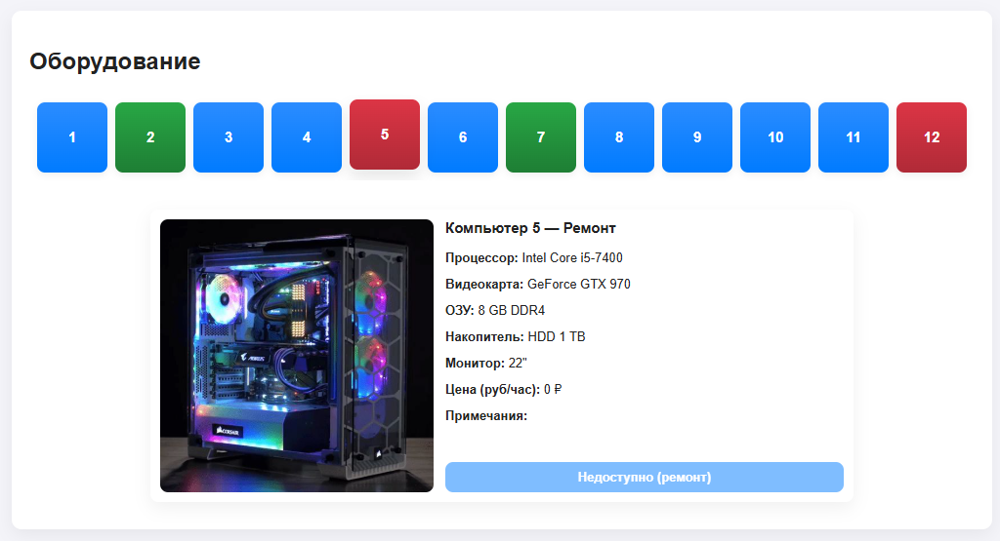 Оборудование
1 2 3 4 5 6 7 8 9 10 11 12
Компьютер 5 — Ремонт
Процессор: Intel Core i5-7400
Видеокарта: GeForce GTX 970
ОЗУ: 8 GB DDR4
Накопитель: HDD 1 TB
Монитор: 22"
Цена (руб/час): 0 ₽
Примечания:
AORUS
CORSAIR
Недоступно (ремонт)